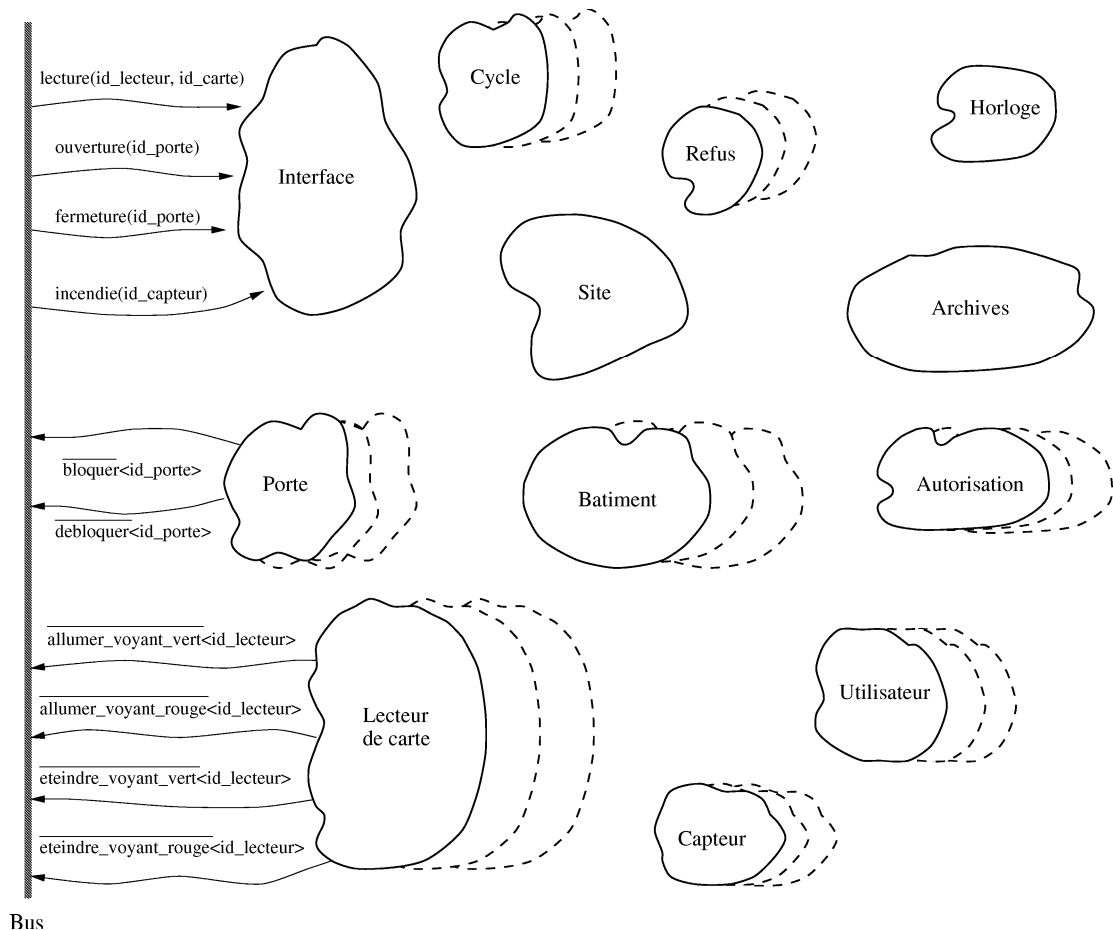 Cycle
lecture(id_lecteur, id_carte)
Horloge
ouverture(id_porte)
Refus
Interface
fermeture(id_porte)
incendie(id_capteur)
Site
Archives
bloquer<id_porte>
Porte
Batiment
Autorisation
debloquer<id_porte>
allumer_voyant_vert<id_lecteur>
allumer_voyant_rouge<id_lecteur>
Lecteur
de carte
Utilisateur
eteindre_voyant_vert<id_lecteur>
eteindre_voyant_rouge<id_lecteur>
Capteur
Bus